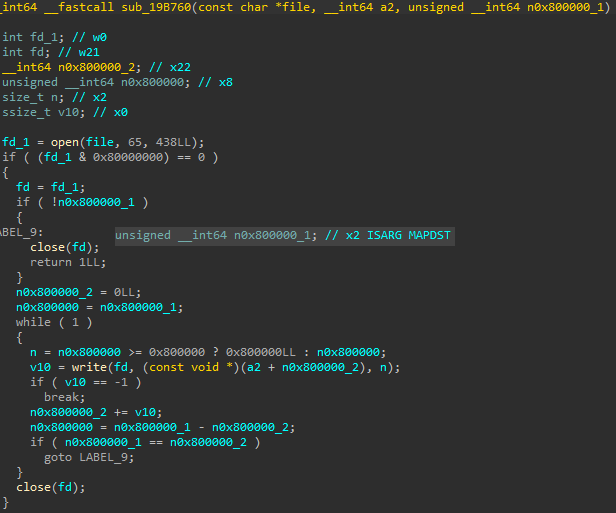 _int64 __fastcall sub_19B760(const char *file, __int64 a2, unsigned __int64 n0x800000_1)
int fd_1; // w0
int fd; // w21
__int64 n0x800000_2; // x22
unsigned __int64 n0x800000; // x8
size_t n; // x2
ssize_t v10; // x0
fd_1 = open(file, 65, 438LL);
if ( (fd_1 & 0x80000000) == 0 )
{
fd = fd_1;
if ( !n0x800000_1 )
{
ABEL_9:
unsigned __int64 n0x800000_1; // x2 ISARG MAPDST
close(fd);
return 1LL;
}
n0x800000_2 = 0LL;
n0x800000 = n0x800000_1;
while ( 1 )
{
n = n0x800000 >= 0x800000 ? 0x800000LL : n0x800000;
v10 = write(fd, (const void *)(a2 + n0x800000_2), n);
if ( v10 == -1 )
break;
n0x800000_2 += v10;
n0x800000 = n0x800000_1 - n0x800000_2;
if ( n0x800000_1 == n0x800000_2 )
goto LABEL_9;
}
close(fd);
}